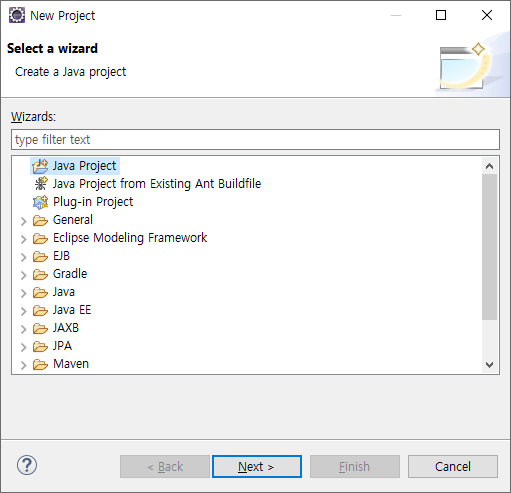 New Project
Select a wizard
Create a Java project
Wizards:
type filter text
Java Project
Java Project from Existing Ant Buildfile
Plug-in Project
General
Eclipse Modeling Framework
EJB
Gradle
Java
Java EE
JAXB
JPA
Maven
?
< Back
Next >
Finish
Cancel